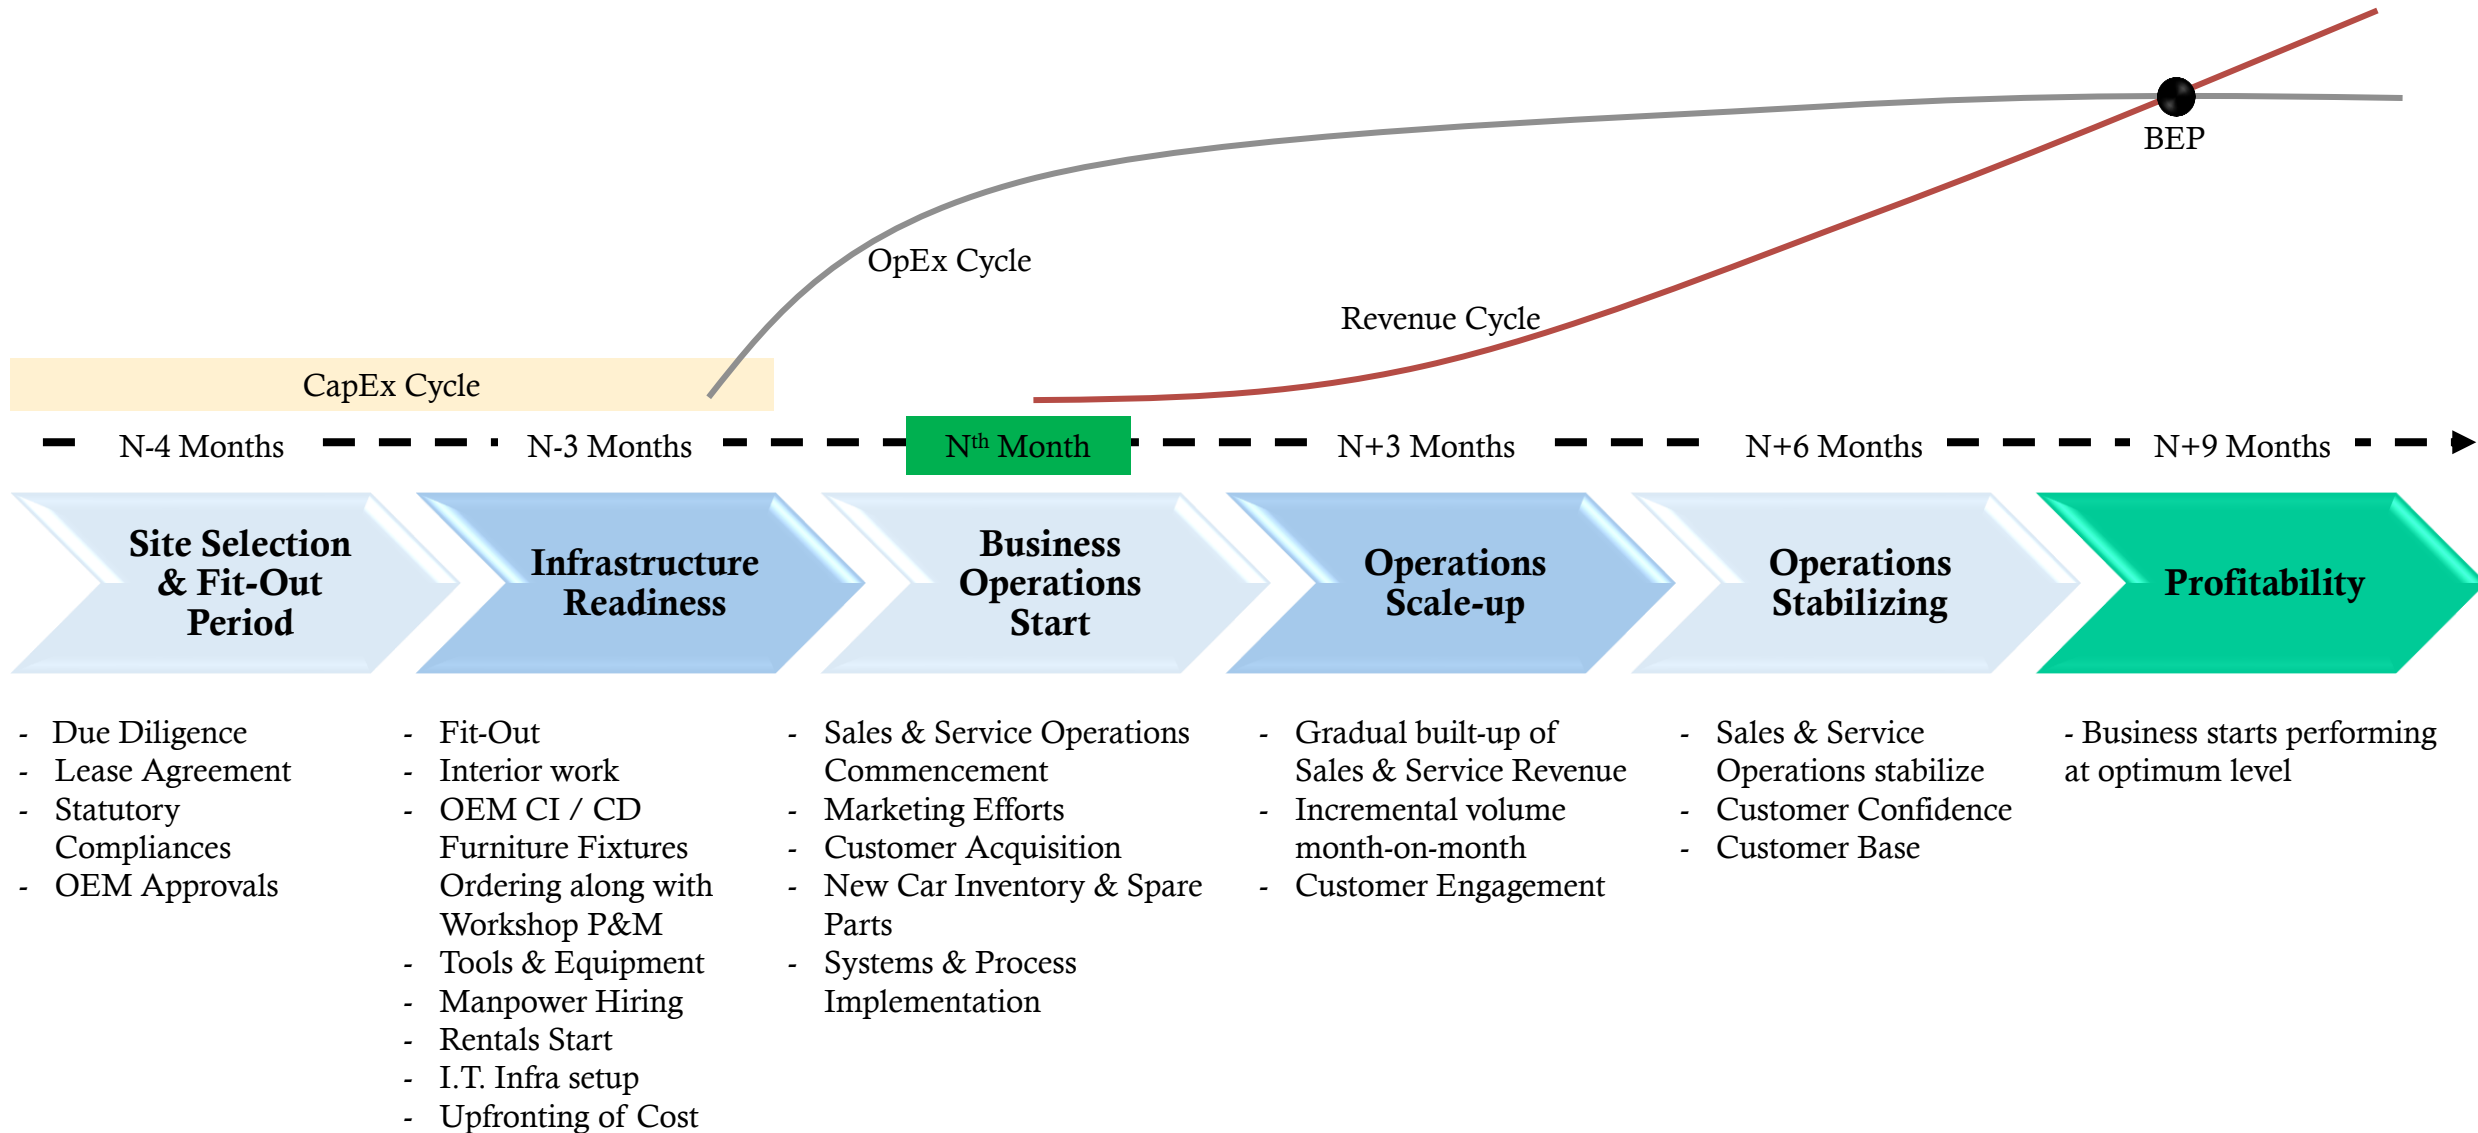 BEP
OpEx Cycle
Revenue Cycle
CapEx Cycle
N-4 Months
N-3 Months
Nth Month
N+3 Months
N+6 Months
N+9 Months
Site Selection
& Fit-Out
Period
Infrastructure
Readiness
Business
Operations
Start
Operations
Scale-up
Operations
Stabilizing
Profitability
- Due Diligence
- Lease Agreement
- Statutory
Compliances
- OEM Approvals
- Fit-Out
- Interior work
- OEM CI / CD
Furniture Fixtures
Ordering along with
Workshop P&M
- Tools & Equipment
- Manpower Hiring
- Rentals Start
- I.T. Infra setup
- Upfronting of Cost
- Sales & Service Operations
Commencement
- Marketing Efforts
- Customer Acquisition
- New Car Inventory & Spare
Parts
- Systems & Process
Implementation
- Gradual built-up of
Sales & Service Revenue
- Incremental volume
month-on-month
- Customer Engagement
- Sales & Service
Operations stabilize
- Customer Confidence
- Customer Base
- Business starts performing
at optimum level